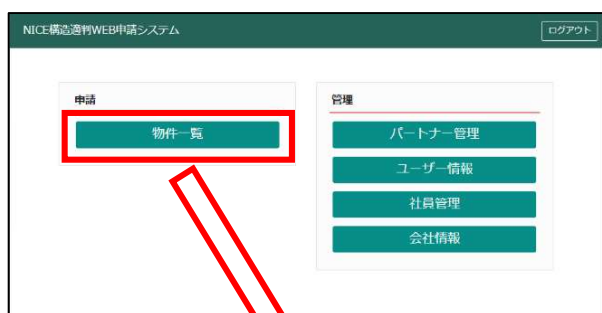 NICE構造適判WEB申請システム
ログアウト
申請
物件一覧
管理
パートナー管理
ユーザー情報
社員管理
会社情報